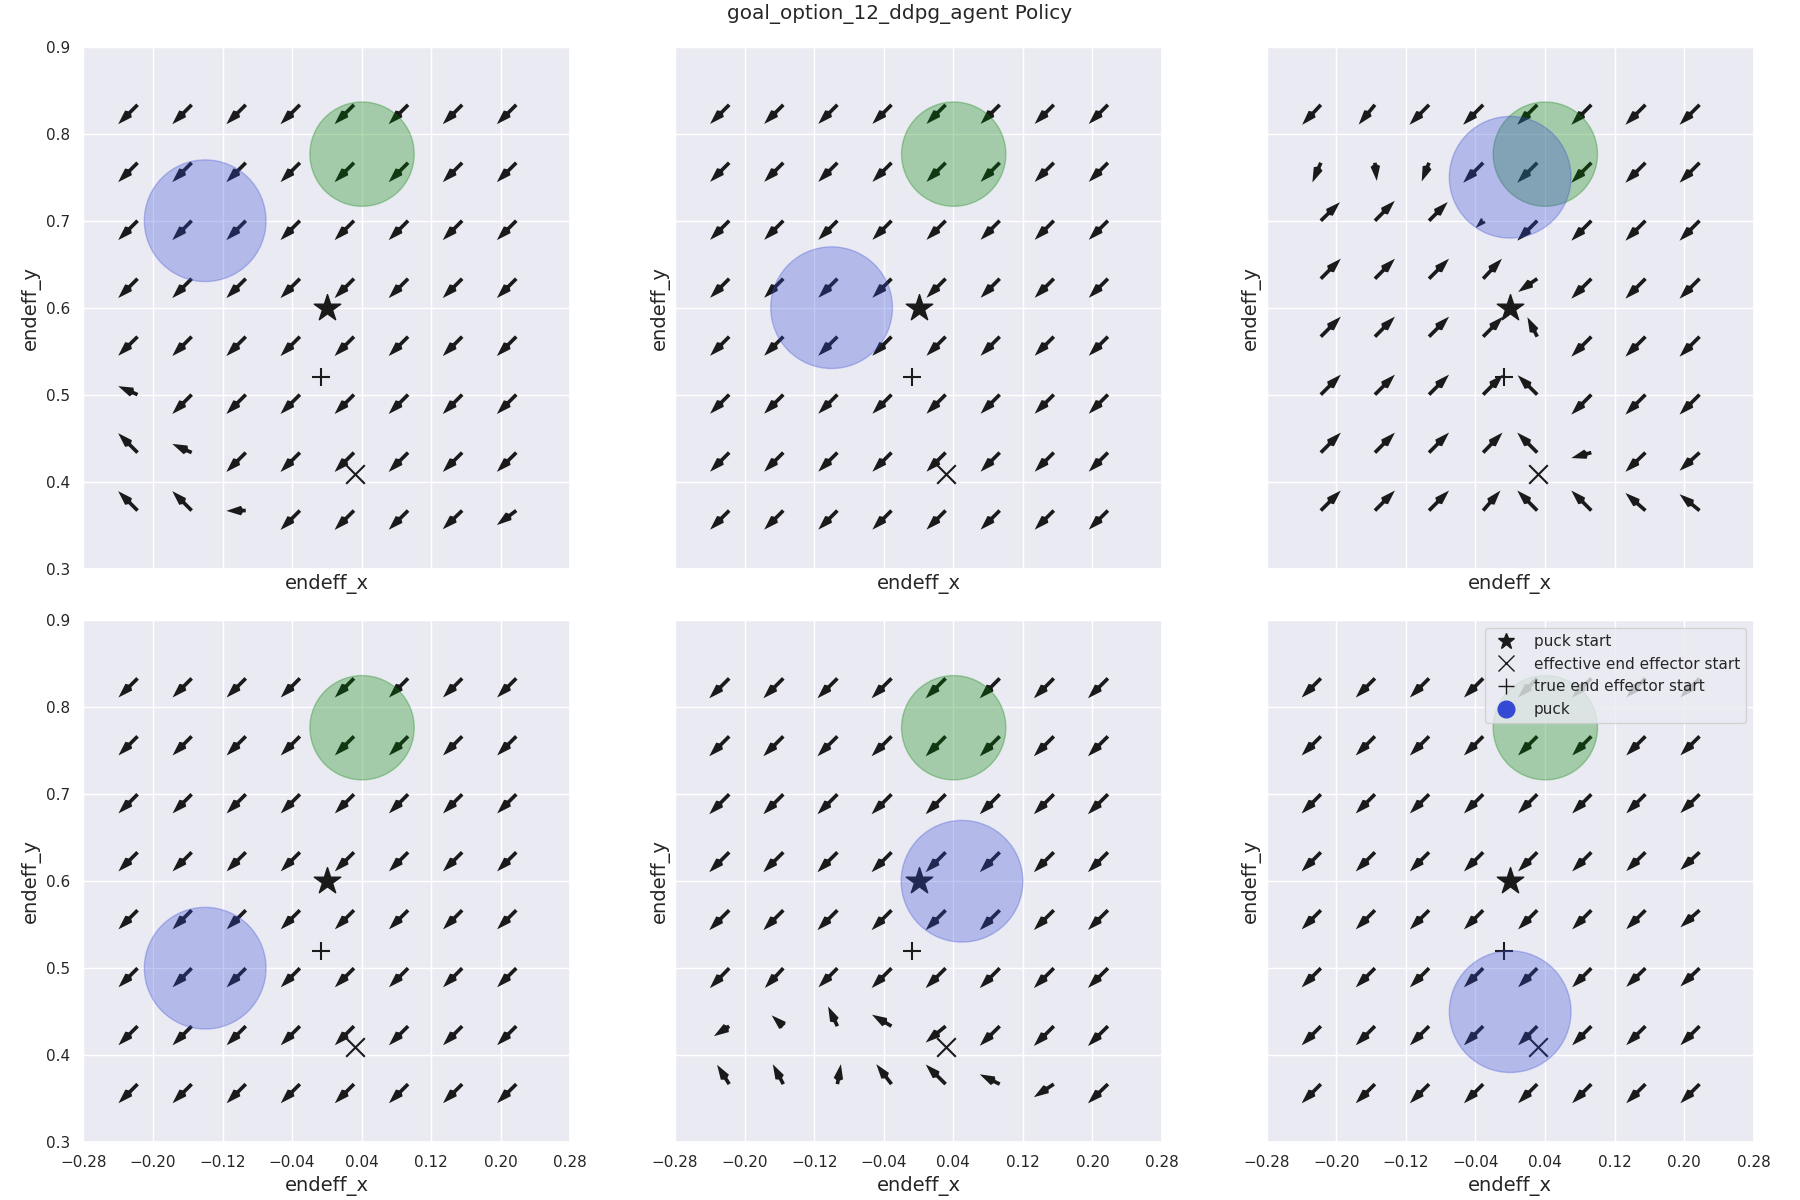 goal_option_12_ddpg_agent Policy
0.9
0.8
0.7
0.6
0.5
0.4
0.3
endeff_y
endeff_x
endeff_y
endeff_x
endeff_y
endeff_x
0.9
0.8
0.7
0.6
0.5
0.4
0.3
endeff_y
−0.28 −0.20 −0.12 −0.04 0.04 0.12 0.20 0.28
endeff_x
endeff_y
−0.28 −0.20 −0.12 −0.04 0.04 0.12 0.20 0.28
endeff_x
puck start
effective end effector start
true end effector start
puck
endeff_y
−0.28 −0.20 −0.12 −0.04 0.04 0.12 0.20 0.28
endeff_x